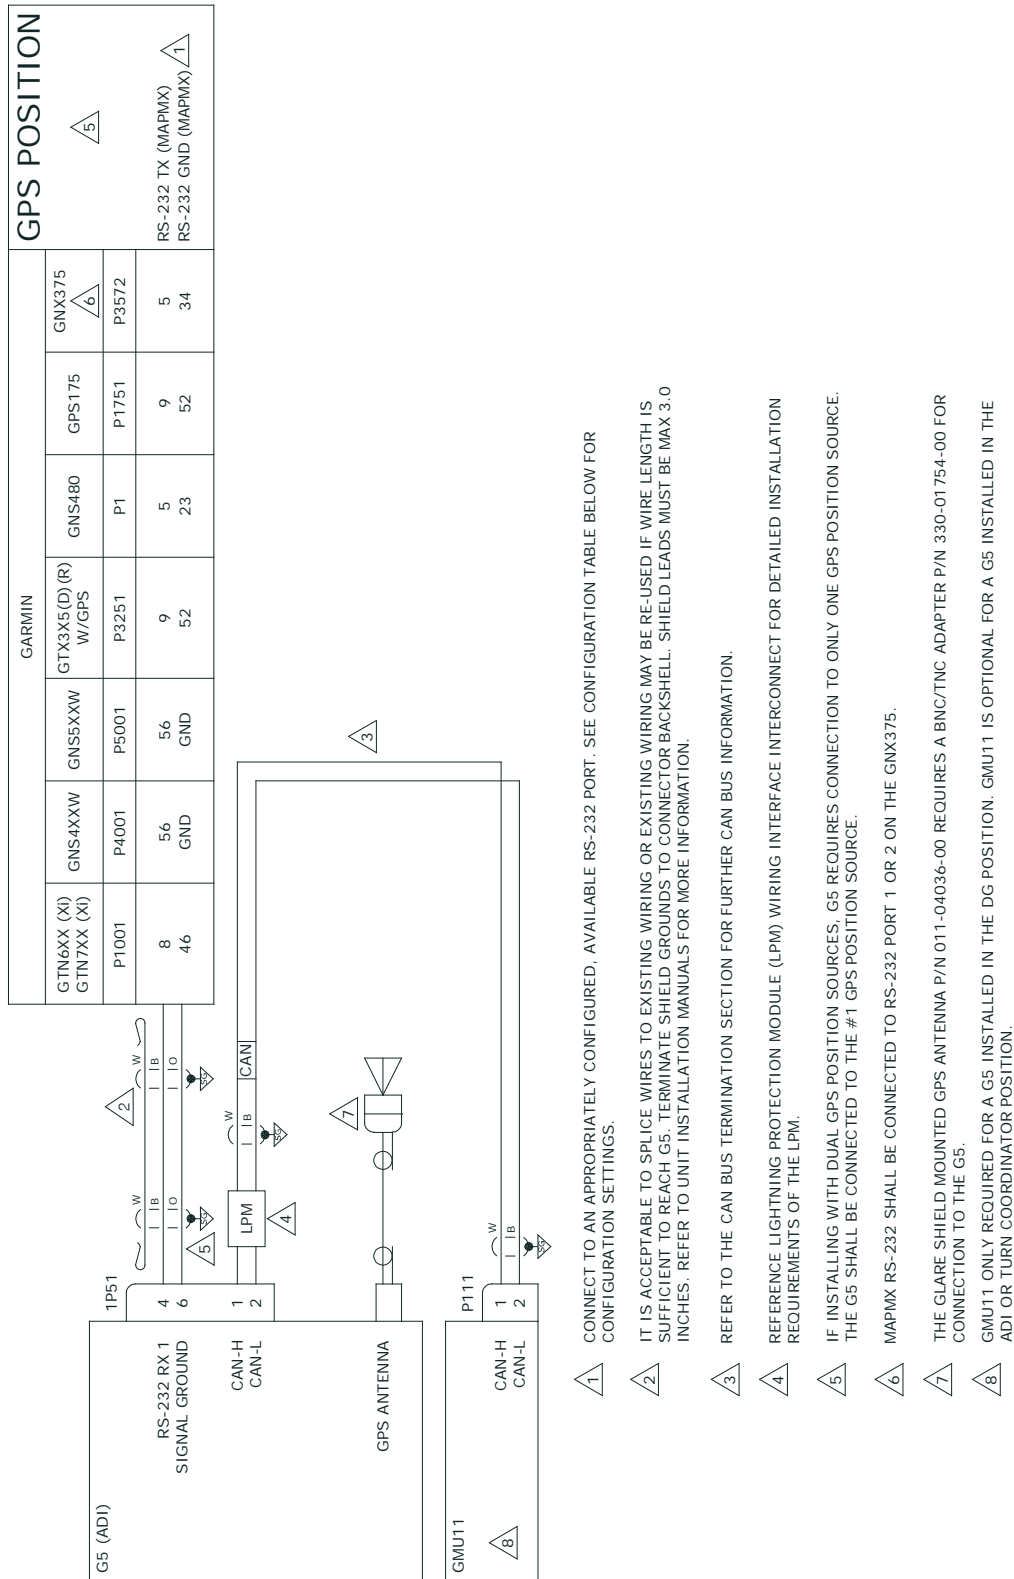 GPS POSITION
5
GARMIN
GTN6XX (Xi)
GTN7XX (Xi)
GNS4XXW
GNS5XXW
GTX3X5(D)(R)
W/GPS
GNS480
GPS175
GNX375
6
P1001
P4001
P5001
P3251
P1
P1751
P3572
8
56
56
9
5
9
5
RS-232 TX (MAPMX)
46
GND
GND
52
23
52
34
RS-232 GND (MAPMX)
1
G5 (ADI)
1P51
RS-232 RX 1
4
SIGNAL GROUND
6
W
B
O
SG
5
2
W
B
O
SG
CAN-H
1
CAN-L
2
LPM
4
W
B
SG
CAN
3
GPS ANTENNA
7
GMU11
8
P111
CAN-H
1
CAN-L
2
W
B
SG
1
CONNECT TO AN APPROPRIATELY CONFIGURED, AVAILABLE RS-232 PORT. SEE CONFIGURATION TABLE BELOW FOR
CONFIGURATION SETTINGS.
2
IT IS ACCEPTABLE TO SPLICE WIRES TO EXISTING WIRING OR EXISTING WIRING MAY BE RE-USED IF WIRE LENGTH IS
SUFFICIENT TO REACH G5. TERMINATE SHIELD GROUNDS TO CONNECTOR BACKSHELL. SHIELD LEADS MUST BE MAX 3.0
INCHES. REFER TO UNIT INSTALLATION MANUALS FOR MORE INFORMATION.
3
REFER TO THE CAN BUS TERMINATION SECTION FOR FURTHER CAN BUS INFORMATION.
4
REFERENCE LIGHTNING PROTECTION MODULE (LPM) WIRING INTERFACE INTERCONNECT FOR DETAILED INSTALLATION
REQUIREMENTS OF THE LPM.
5
IF INSTALLING WITH DUAL GPS POSITION SOURCES, G5 REQUIRES CONNECTION TO ONLY ONE GPS POSITION SOURCE.
THE G5 SHALL BE CONNECTED TO THE #1 GPS POSITION SOURCE.
6
MAPMX RS-232 SHALL BE CONNECTED TO RS-232 PORT 1 OR 2 ON THE GNX375.
7
THE GLARE SHIELD MOUNTED GPS ANTENNA P/N 011-04036-00 REQUIRES A BNC/TNC ADAPTER P/N 330-01754-00 FOR
CONNECTION TO THE G5.
8
GMU11 ONLY REQUIRED FOR A G5 INSTALLED IN THE DG POSITION. GMU11 IS OPTIONAL FOR A G5 INSTALLED IN THE
ADI OR TURN COORDINATOR POSITION.